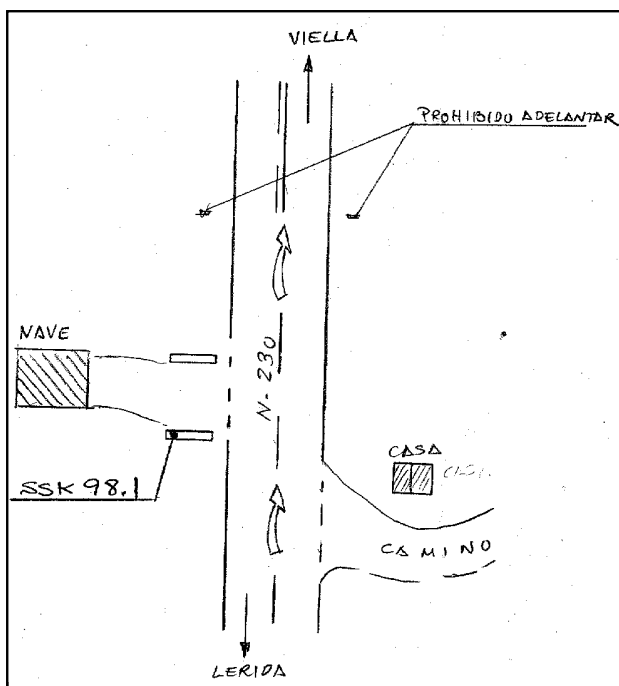 VIELLA
PROHIBIDO ADELANTAR
NAVE
N-230
CASA
SSK 98.1
CAMINO
LERIDA